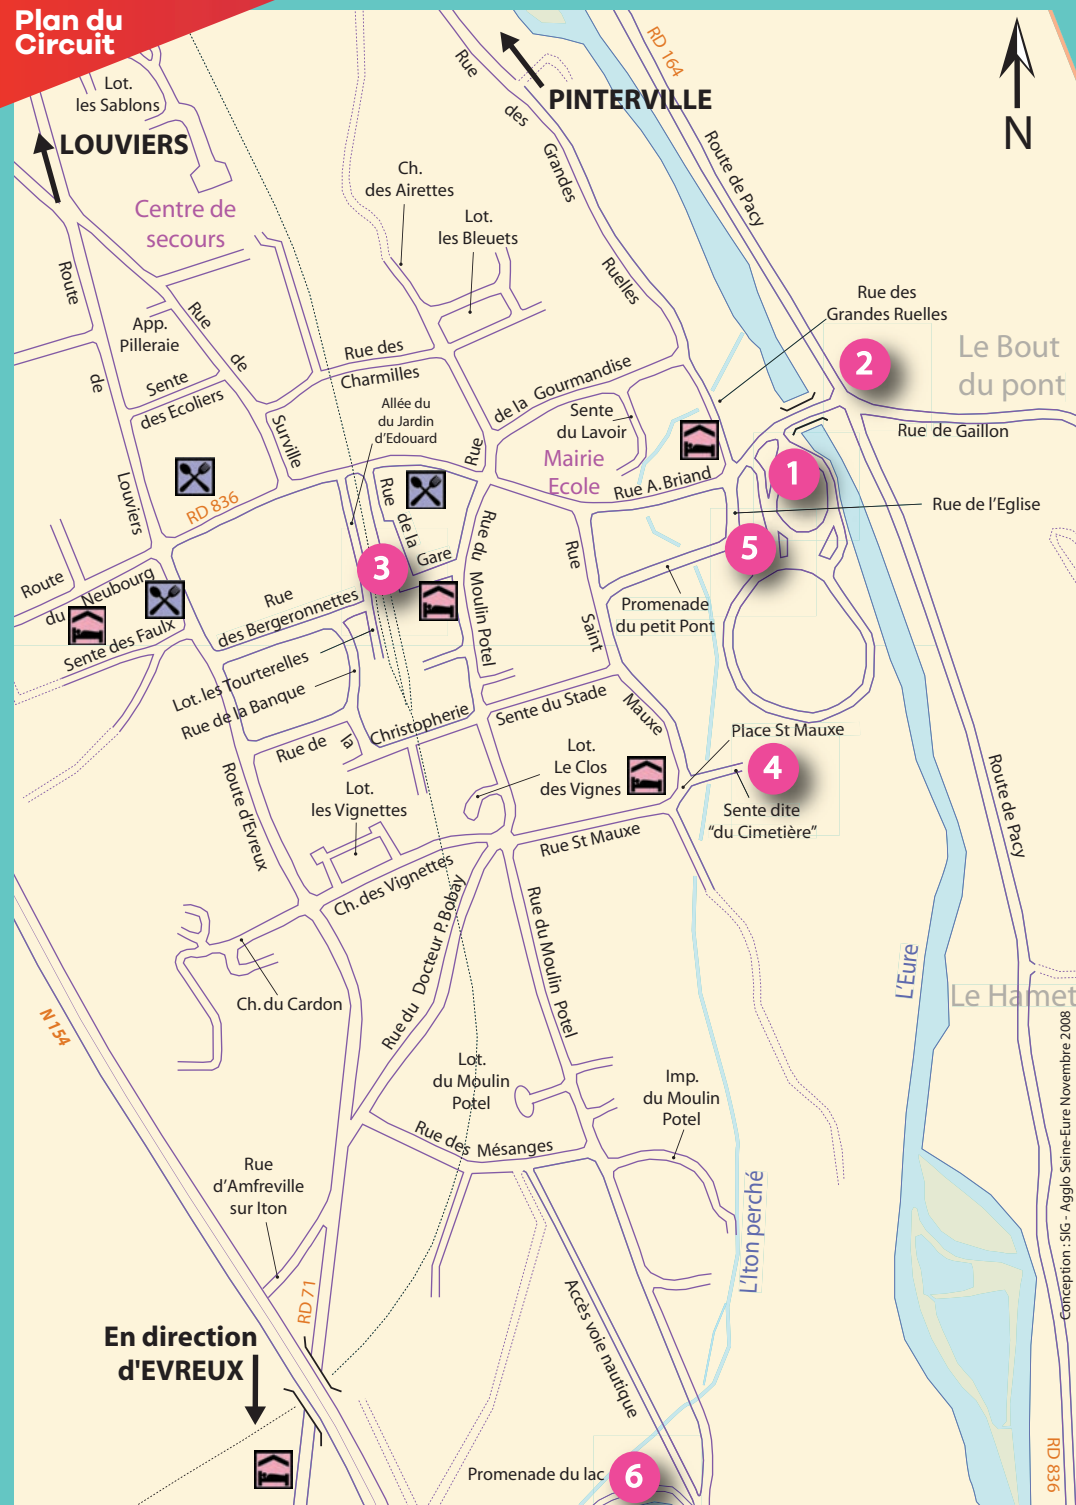 Plan du
Circuit
Lot.
les Sablons
LOUVIERS
PINTERVILLE
RD 164
N
Rue
des
Grandes
Ruelles
Route de Pacy
Ch.
des Airettes
Lot.
les Bleuets
Centre de
secours
Route
de
Louviers
App.
Pilleraie
Rue
de
Surville
Sente
des Ecoliers
Rue des
Charmilles
Rue des
Grandes Ruelles
2
Le Bout
du pont
Rue de Gaillon
Allée du
du Jardin
d'Edouard
Rue
de la Gourmandise
Sente
du Lavoir
Mairie
Ecole
Rue A. Briand
1
Rue de l'Eglise
5
RD 836
Rue
de la
Gare
3
Rue du Moulin Potel
Rue
Saint
Mauxe
Promenade
du petit Pont
Route
du Neubourg
Sente des Faulx
Rue
des Bergeronnettes
Lot. les Tourterelles
Rue de la Banque
Rue de la Christopherie
Sente du Stade
Place St Mauxe
4
Sente dite
“du Cimetière”
Lot.
Le Clos
des Vignes
Lot.
les Vignettes
Route d'Evreux
Rue St Mauxe
Ch. des Vignettes
Route de Pacy
Rue du Docteur P. Bobay
Rue du Moulin Potel
Ch. du Cardon
L'Eure
Le Hamet
N 154
Lot.
du Moulin
Potel
Imp.
du Moulin
Potel
Rue des Mésanges
Rue
d'Amfreville
sur Iton
L'Iton perché
RD 71
Accès voie nautique
En direction
d'EVREUX
Promenade du lac
6
RD 836
Conception : SIG - Agglo Seine-Eure Novembre 2008